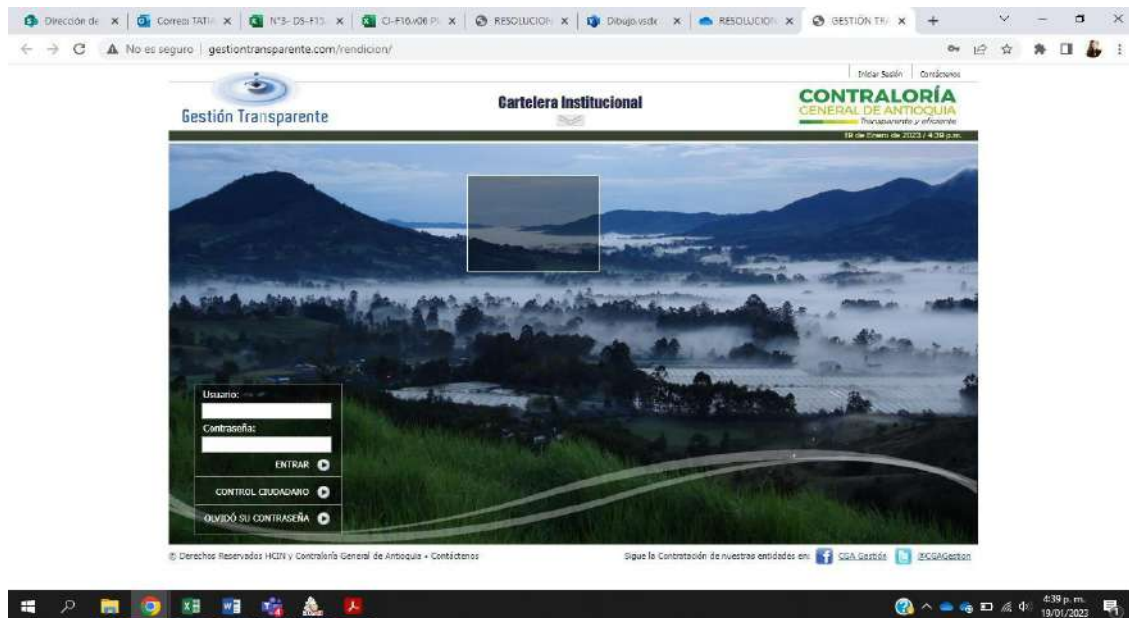 Dirección de
Correo: TATI
N°3- DS-F13.
CI-F10.v06 P
RESOLUCION
Dibujo.vsdx
RESOLUCION
GESTIÓN TR
No es seguro
gestiontransparente.com/rendicion/
Iniciar Sesión
Contáctenos
Gestión Transparente
Cartelera Institucional
CONTRALORÍA
GENERAL DE ANTIOQUIA
Transparente y eficiente
19 de Enero de 2023 / 4:39 p.m.
Usuario:
Contraseña:
ENTRAR
CONTROL CIUDADANO
OLVIDÓ SU CONTRASEÑA
© Derechos Reservados HCIN y Contraloría General de Antioquia • Contáctenos
Sigue la Contratación de nuestras entidades en:
CGA Gestión
@CGAGestion
4:39 p. m.
19/01/2023